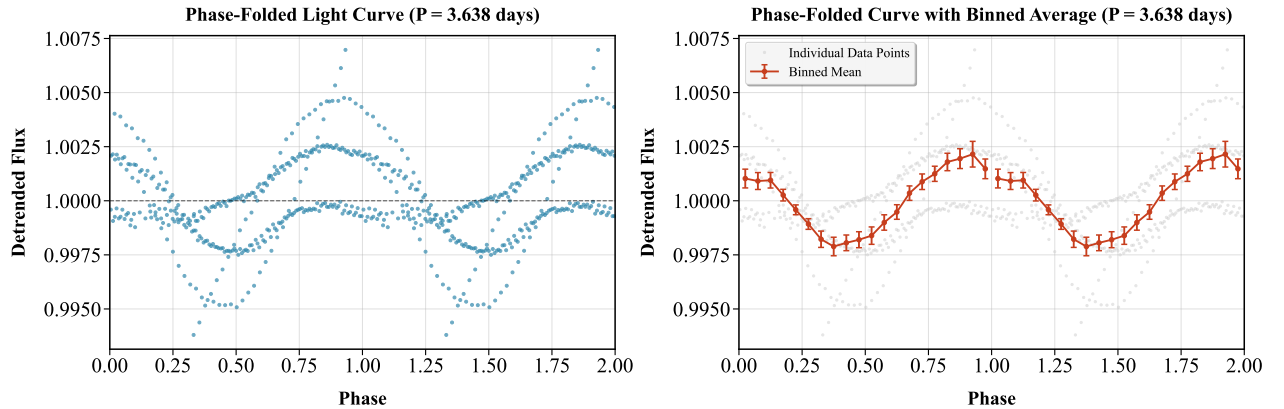 Phase-Folded Light Curve (P = 3.638 days)
1.0075
1.0050
1.0025
1.0000
0.9975
0.9950
Detrended Flux
0.00 0.25 0.50 0.75 1.00 1.25 1.50 1.75 2.00
Phase
Phase-Folded Curve with Binned Average (P = 3.638 days)
Individual Data Points
Binned Mean
1.0075
1.0050
1.0025
1.0000
0.9975
0.9950
Detrended Flux
0.00 0.25 0.50 0.75 1.00 1.25 1.50 1.75 2.00
Phase